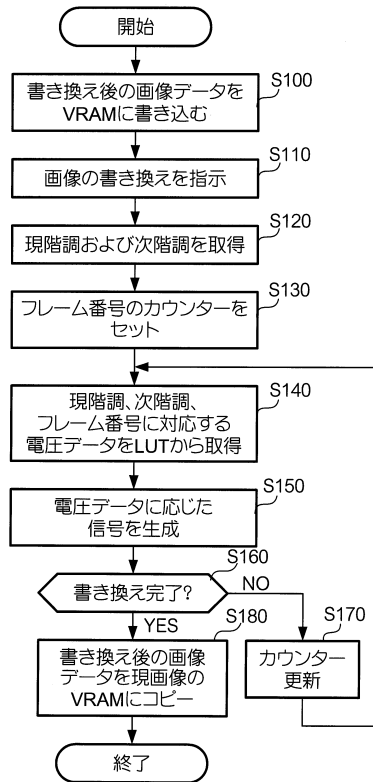 開始
S100
書き換え後の画像データを
VRAMに書き込む
S110
画像の書き換えを指示
S120
現階調および次階調を取得
S130
フレーム番号のカウンターを
セット
S140
現階調、次階調、
フレーム番号に対応する
電圧データをLUTから取得
S150
電圧データに応じた
信号を生成
S160
書き換え完了?
NO
YES
S170
カウンター
更新
S180
書き換え後の画像
データを現画像の
VRAMにコピー
終了